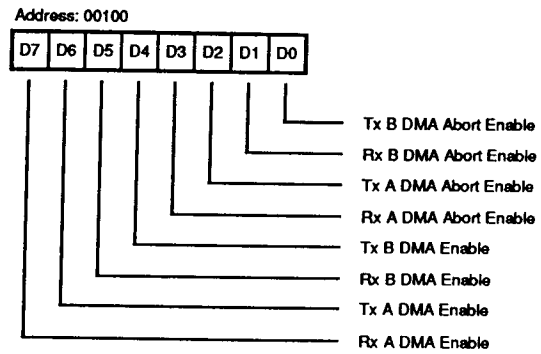 Address: 00100
D7 D6 D5 D4 D3 D2 D1 D0
Tx B DMA Abort Enable
Rx B DMA Abort Enable
Tx A DMA Abort Enable
Rx A DMA Abort Enable
Tx B DMA Enable
Rx B DMA Enable
Tx A DMA Enable
Rx A DMA Enable